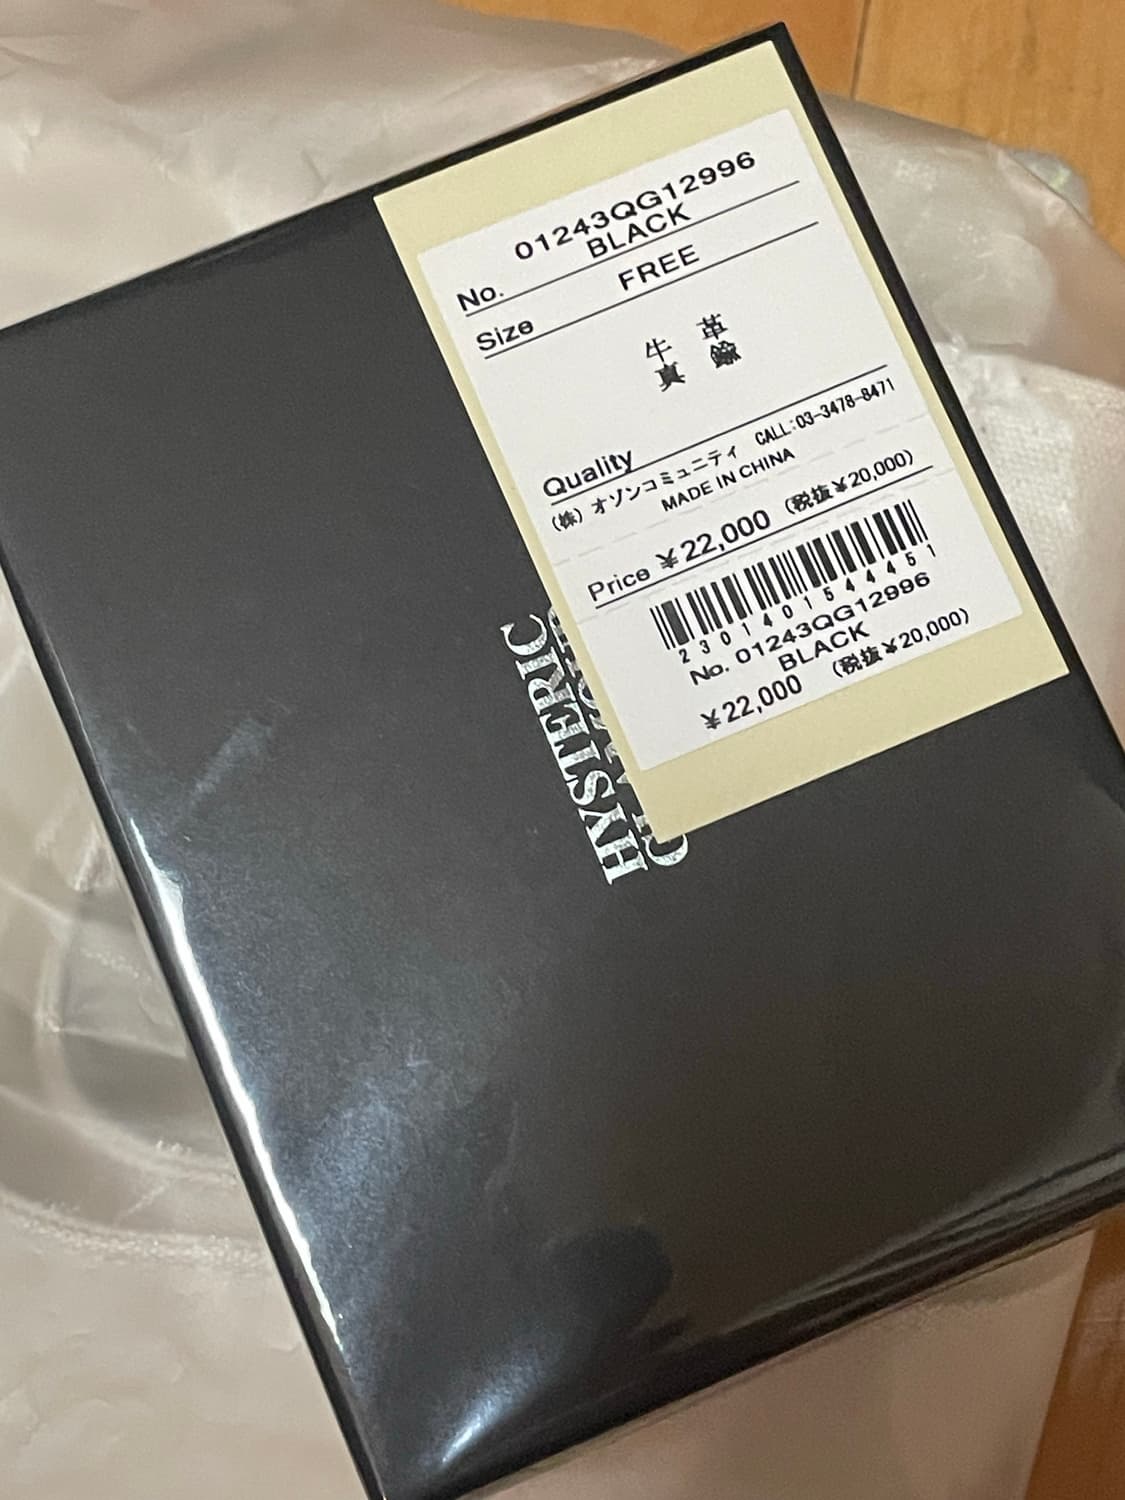 01243QG12996
No. BLACK
Size FREE
牛 革
真 鍮
Quality
(株) オゾンコミュニティ CALL:03-3478-8471
MADE IN CHINA
Price ¥22,000 (税抜¥20,000)
2301401544451
No. 01243QG12996
BLACK
¥22,000 (税抜¥20,000)
HYSTERIC